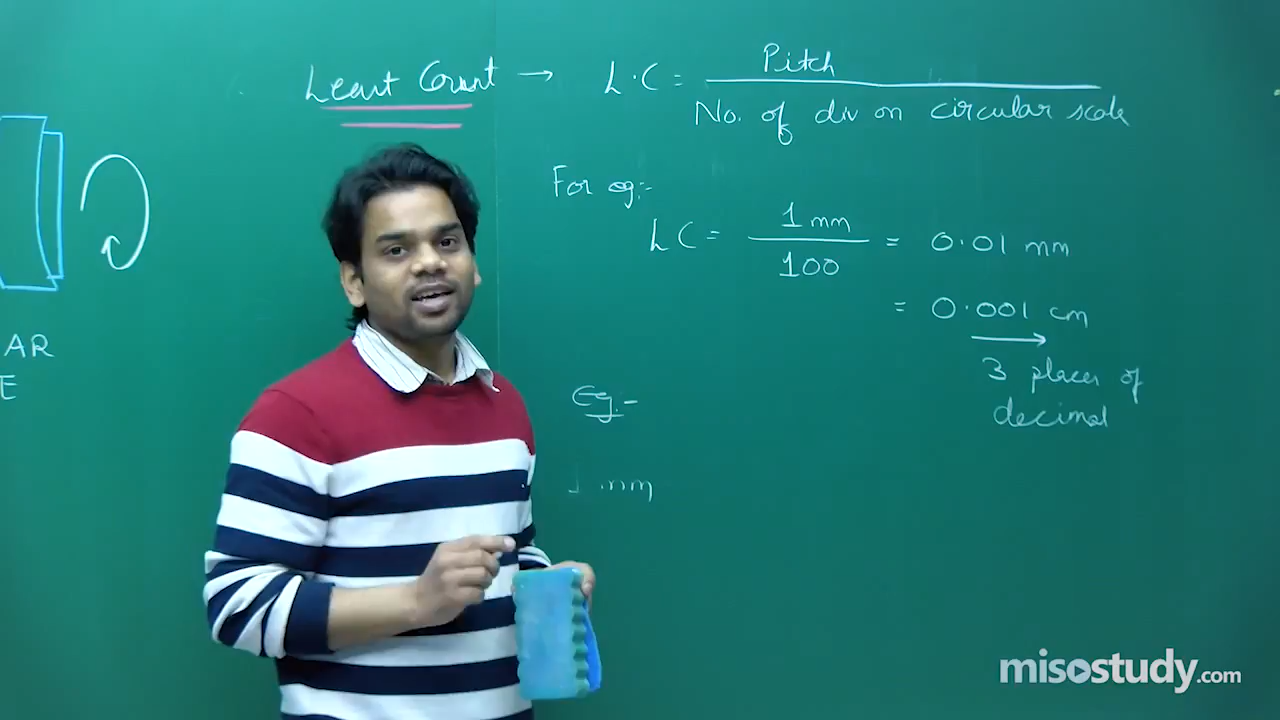 Least Count → L.C = Pitch / No. of div on circular scale
For eg:-
LC = 1 mm / 100 = 0.01 mm
= 0.001 cm
3 places of
decimal
AR
E
Eg:-
1 mm
misostudy.com